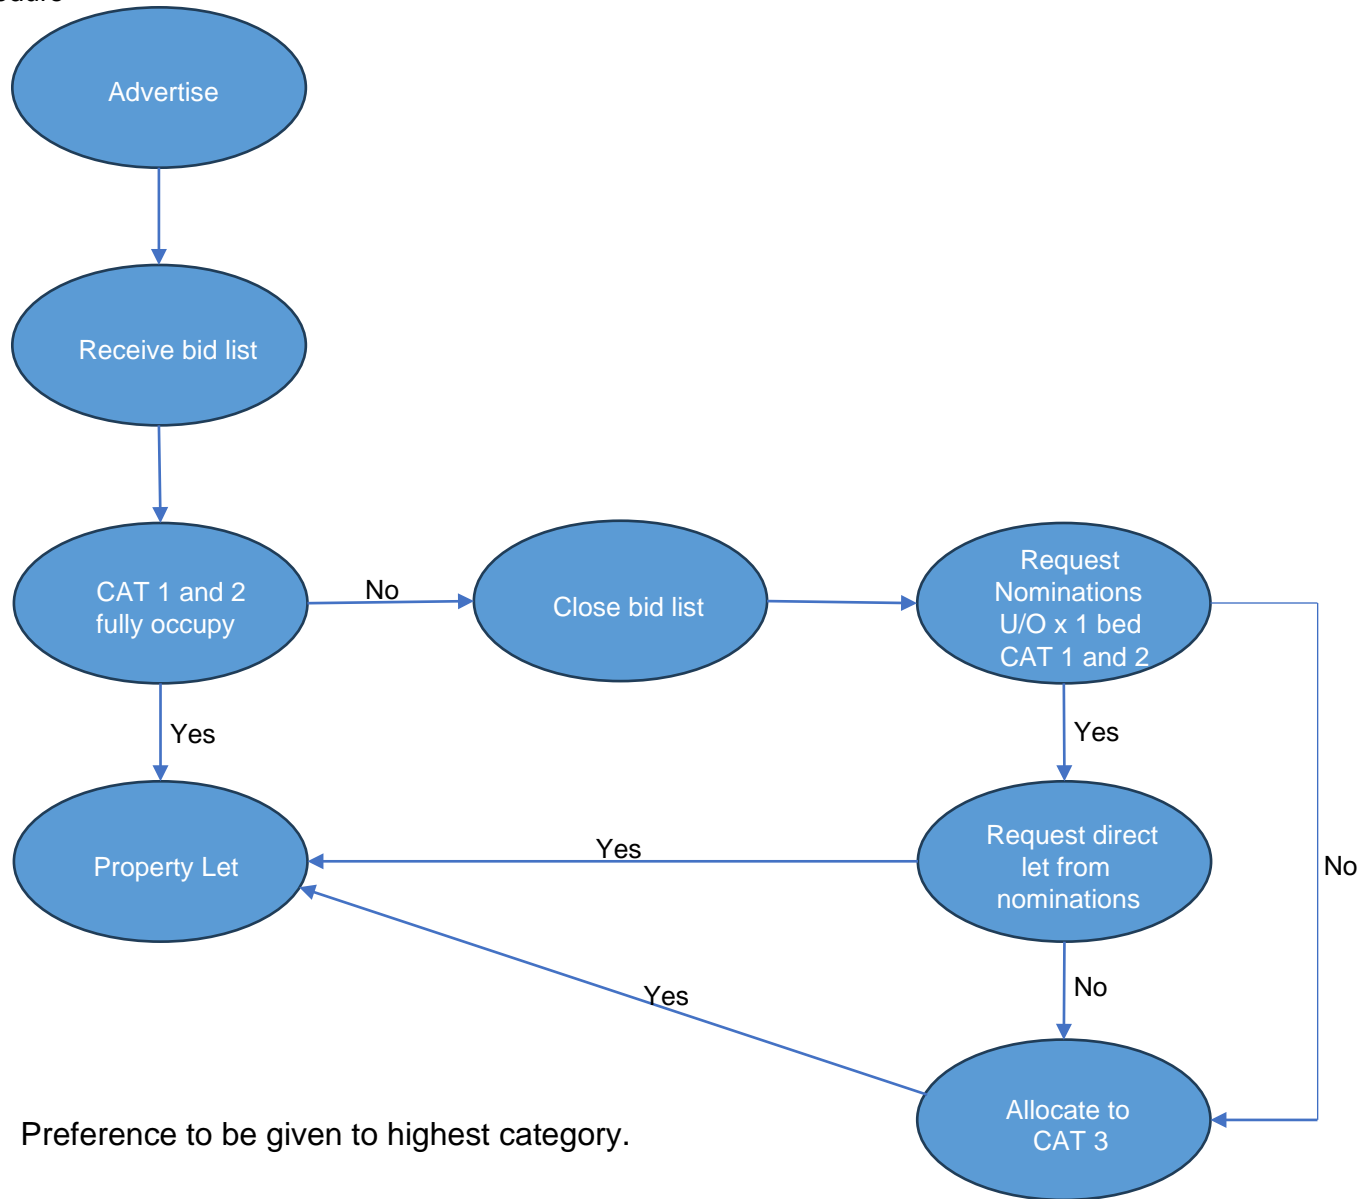 Advertise
Receive bid list
CAT 1 and 2
fully occupy
No
Close bid list
Request
Nominations
U/O x 1 bed
CAT 1 and 2
Yes
Yes
Property Let
Yes
Request direct
let from
nominations
No
Yes
No
Allocate to
CAT 3
Preference to be given to highest category.